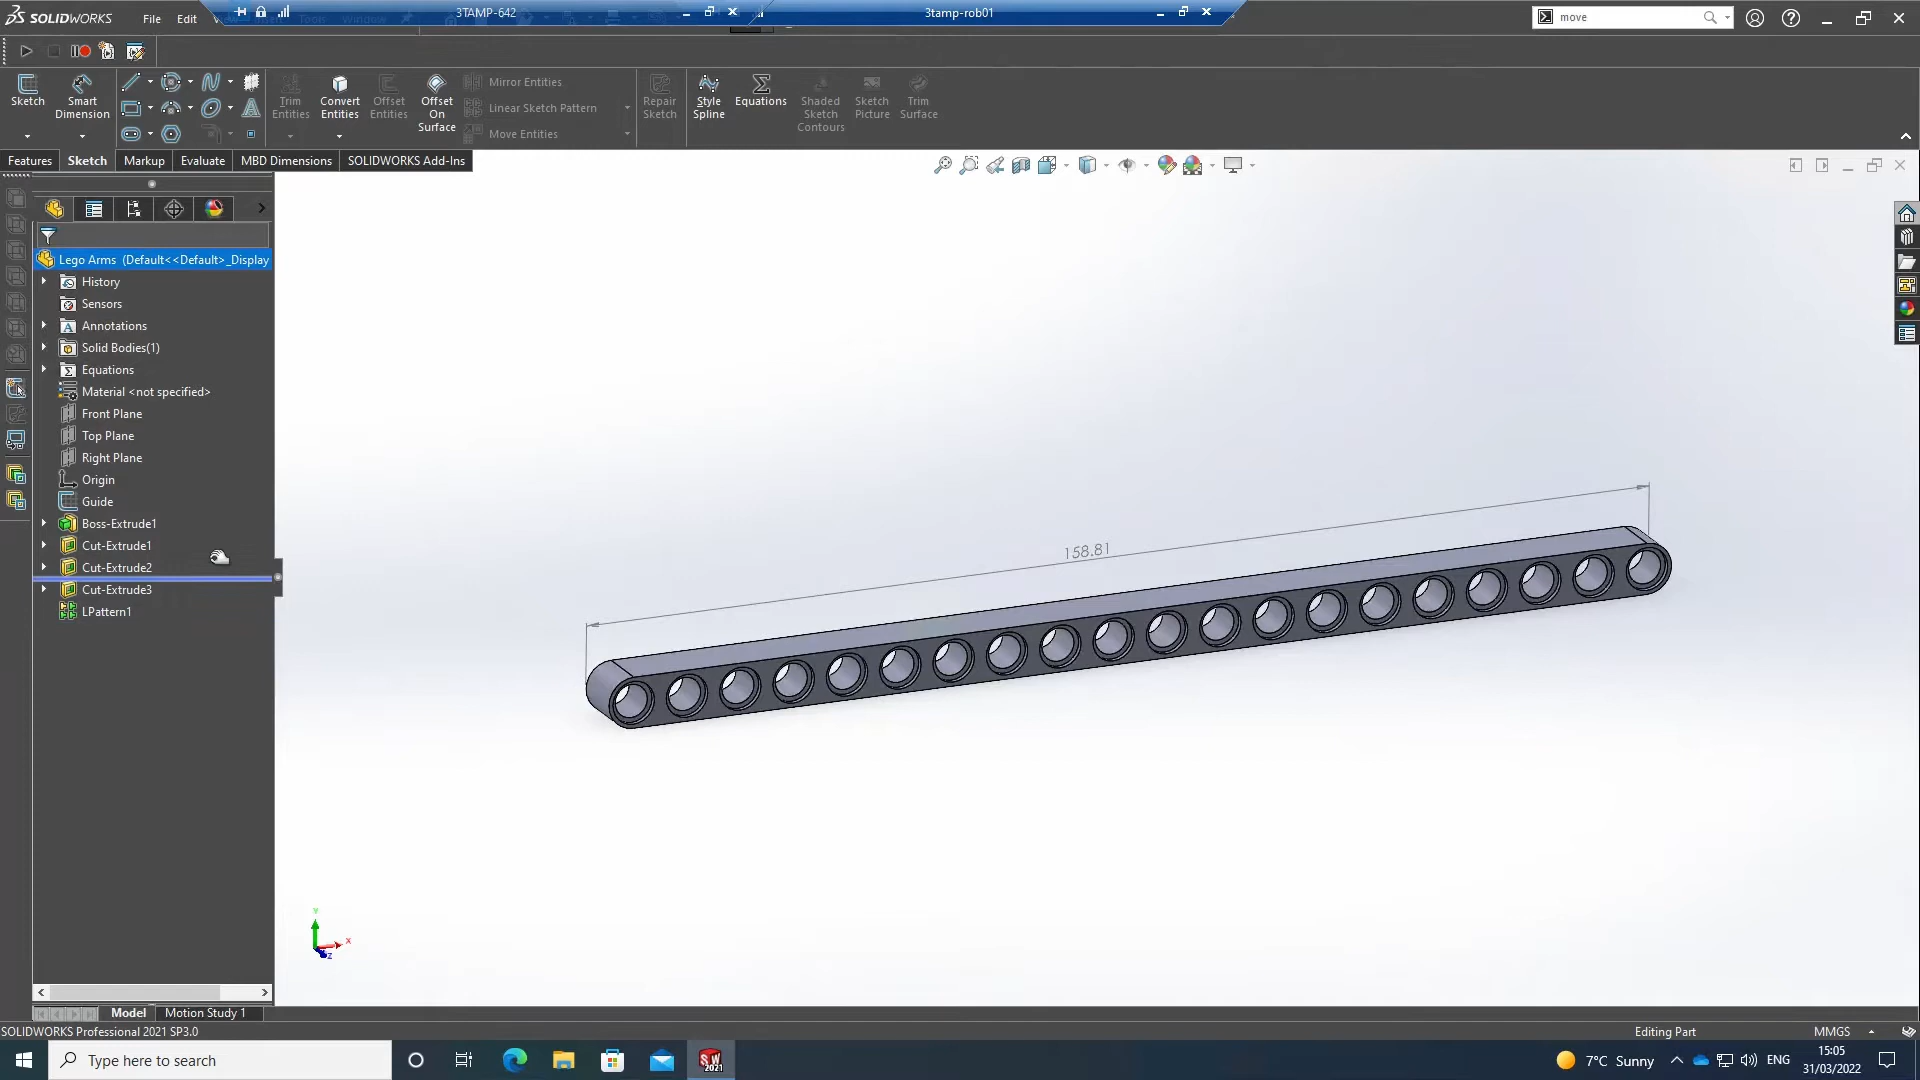 SOLIDWORKS
File
Edit
3TAMP-642
3tamp-rob01
move
Sketch
Smart
Dimension
Trim
Entities
Convert
Entities
Offset
Entities
Offset
On
Surface
Mirror Entities
Linear Sketch Pattern
Move Entities
Repair
Sketch
Style
Spline
Equations
Shaded
Sketch
Contours
Sketch
Picture
Trim
Surface
Features
Sketch
Markup
Evaluate
MBD Dimensions
SOLIDWORKS Add-Ins
Lego Arms (Default<<Default>_Display
History
Sensors
Annotations
Solid Bodies(1)
Equations
Material <not specified>
Front Plane
Top Plane
Right Plane
Origin
Guide
Boss-Extrude1
Cut-Extrude1
Cut-Extrude2
Cut-Extrude3
LPattern1
158.81
Y
X
Z
Model
Motion Study 1
SOLIDWORKS Professional 2021 SP3.0
Editing Part
MMGS
Type here to search
SW
2021
7°C Sunny
ENG
15:05
31/03/2022